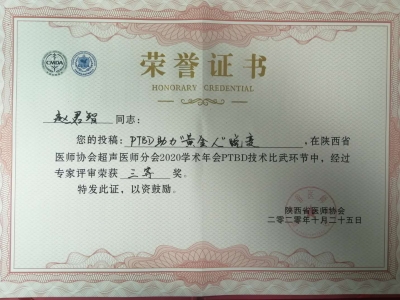 CMDA
荣誉证书
HONORARY CREDENTIAL
赵君智 同志:
您的投稿: PTBD助力"黄金人"蜕变 ,在陕西省
医师协会超声医师分会2020学术年会PTBD技术比武环节中,经过
专家评审荣获 三等 奖。
特发此证,以资鼓励。
陕西省医师协会
二零二零年十月二十五日